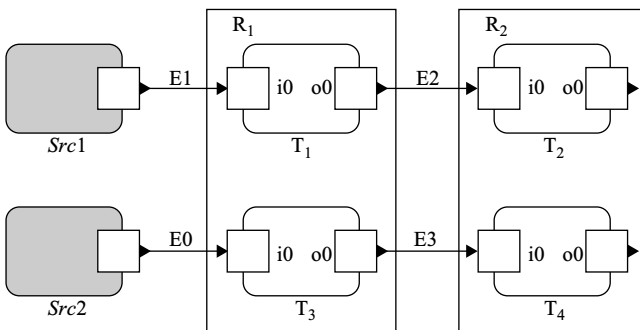 R₁ R₂
E1 i0 o0 E2 i0 o0
Src1 T₁ T₂
E0 i0 o0 E3 i0 o0
Src2 T₃ T₄